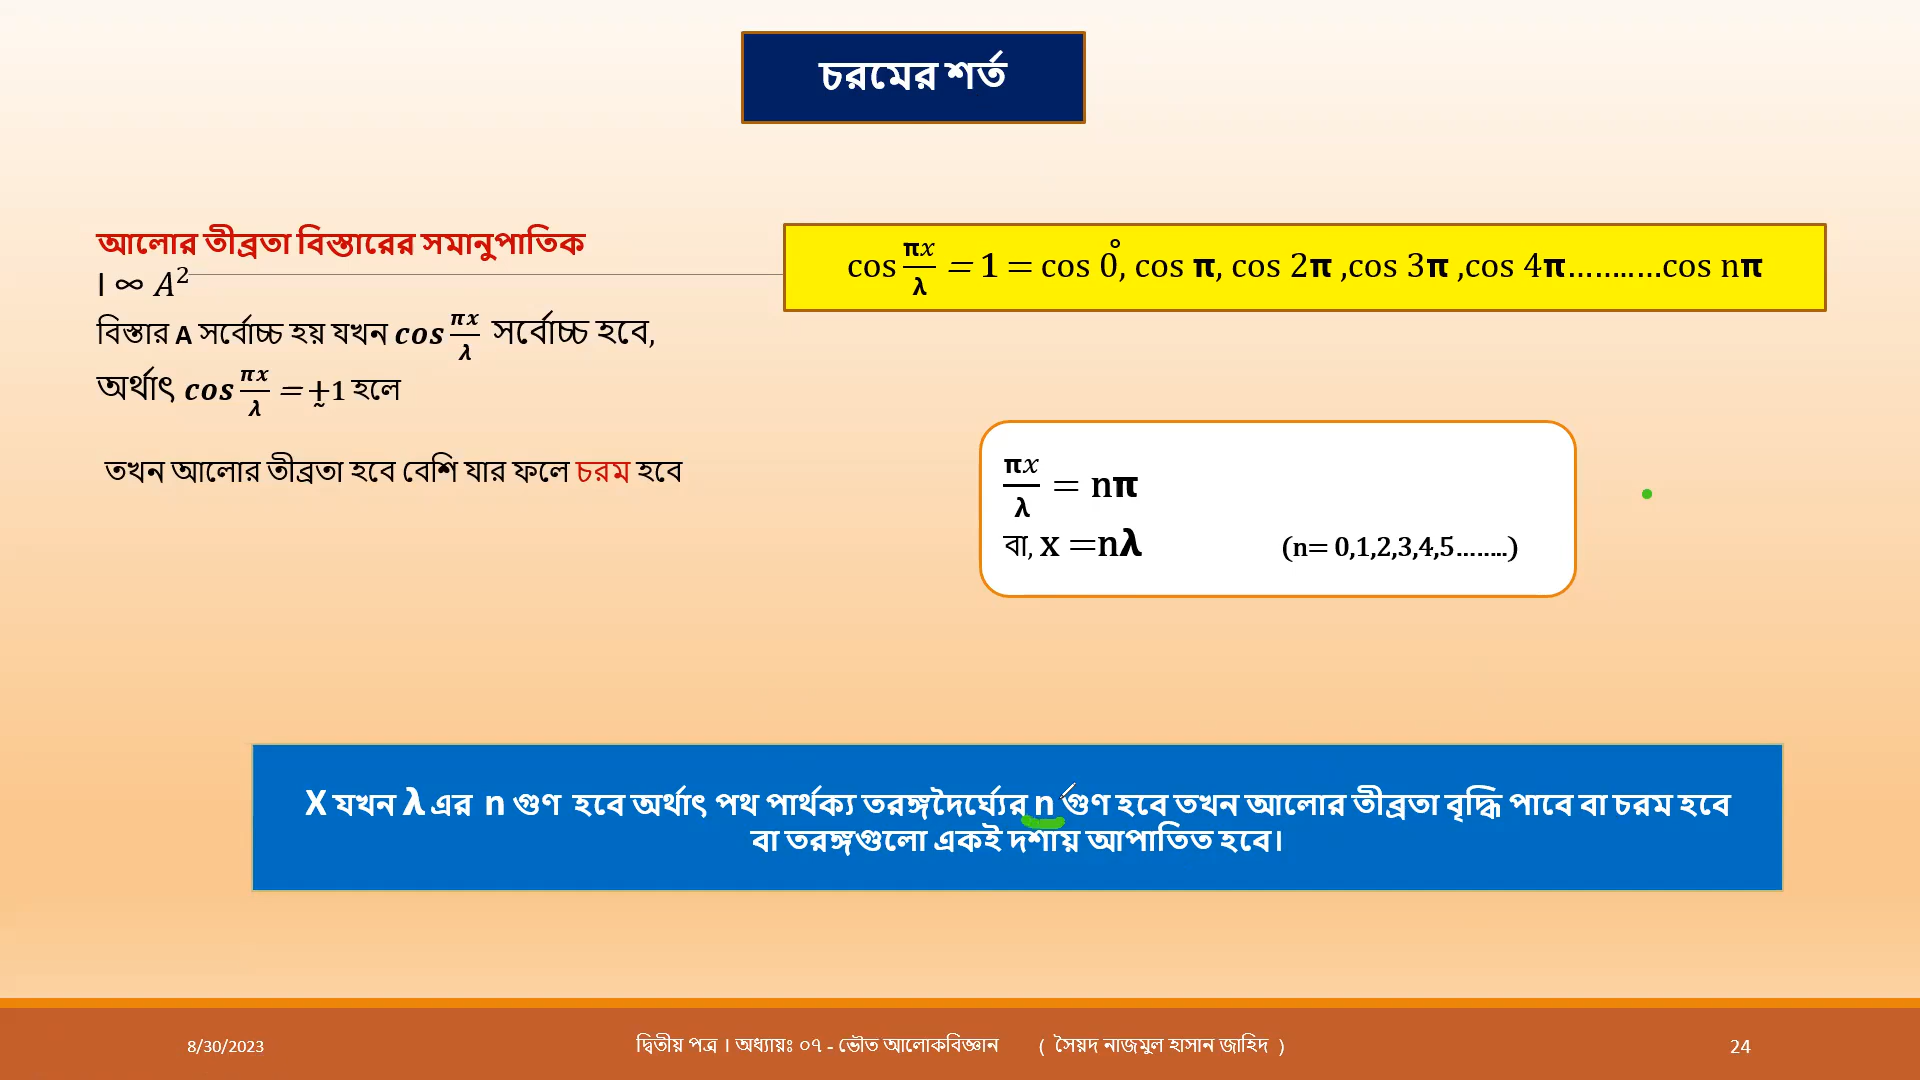 চরমের শর্ত
আলোর তীব্রতা বিস্তারের সমানুপাতিক
I ∞ A²
বিস্তার A সর্বোচ্চ হয় যখন cos πx/λ সর্বোচ্চ হবে,
অর্থাৎ cos πx/λ = +̰1 হলে
তখন আলোর তীব্রতা হবে বেশি যার ফলে চরম হবে
cos πx/λ = 1 = cos 0°, cos π, cos 2π ,cos 3π ,cos 4π...........cos nπ
πx/λ = nπ
বা, x =nλ (n= 0,1,2,3,4,5........)
X যখন λ এর n গুণ হবে অর্থাৎ পথ পার্থক্য তরঙ্গদৈর্ঘ্যের n গুণ হবে তখন আলোর তীব্রতা বৃদ্ধি পাবে বা চরম হবে
বা তরঙ্গগুলো একই দশায় আপাতিত হবে।
8/30/2023
দ্বিতীয় পত্র । অধ্যায়ঃ ০৭ - ভৌত আলোকবিজ্ঞান ( সৈয়দ নাজমুল হাসান জাহিদ )
24